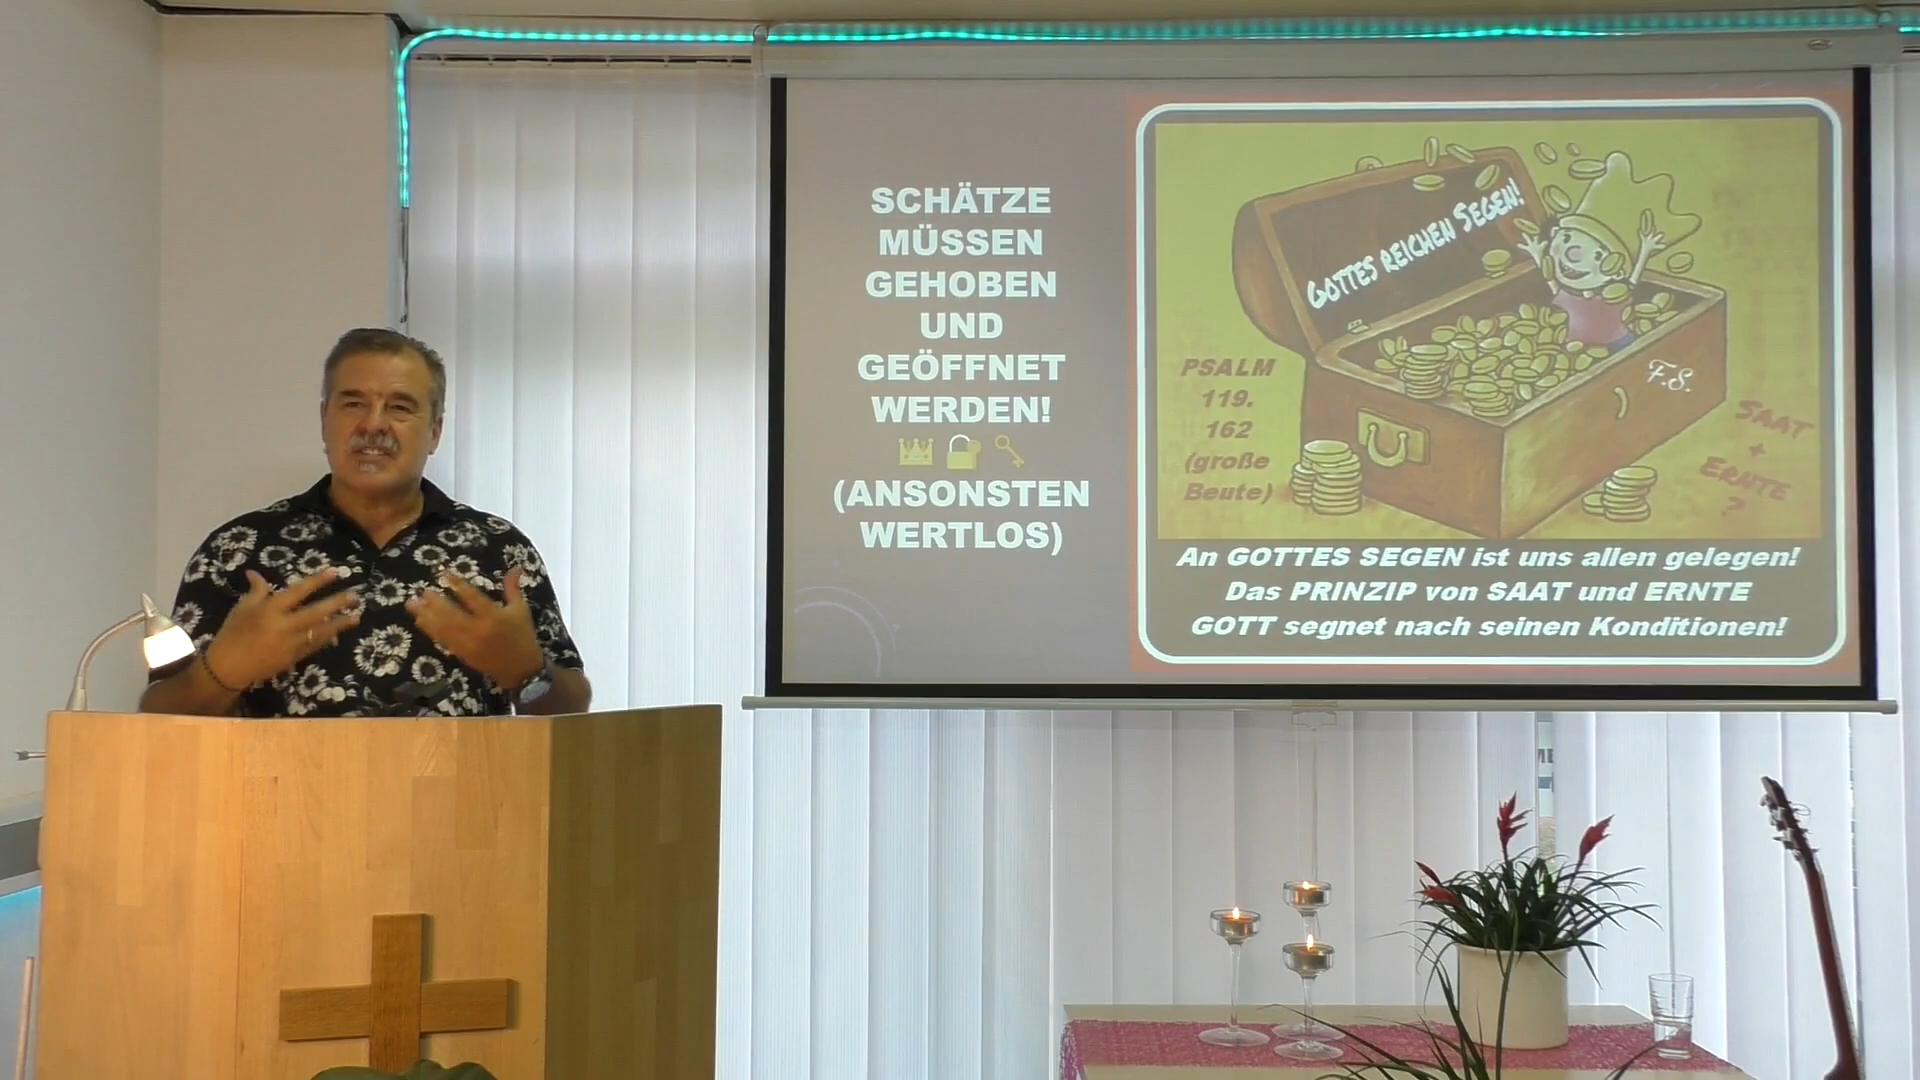 SCHÄTZE
MÜSSEN
GEHOBEN
UND
GEÖFFNET
WERDEN!
(ANSONSTEN
WERTLOS)
GOTTES REICHEN SEGEN!
PSALM
119.
162
(große
Beute)
F.S.
SAAT
+
ERNTE
?
An GOTTES SEGEN ist uns allen gelegen!
Das PRINZIP von SAAT und ERNTE
GOTT segnet nach seinen Konditionen!